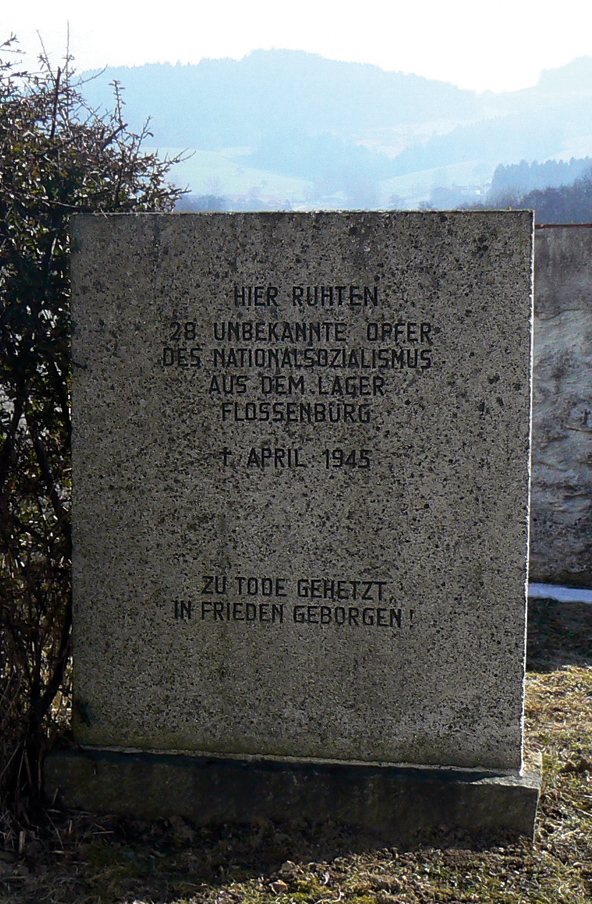 HIER RUHTEN
28 UNBEKANNTE OPFER
DES NATIONALSOZIALISMUS
AUS DEM LAGER
FLOSSENBÜRG
† APRIL 1945
ZU TODE GEHETZT,
IN FRIEDEN GEBORGEN!